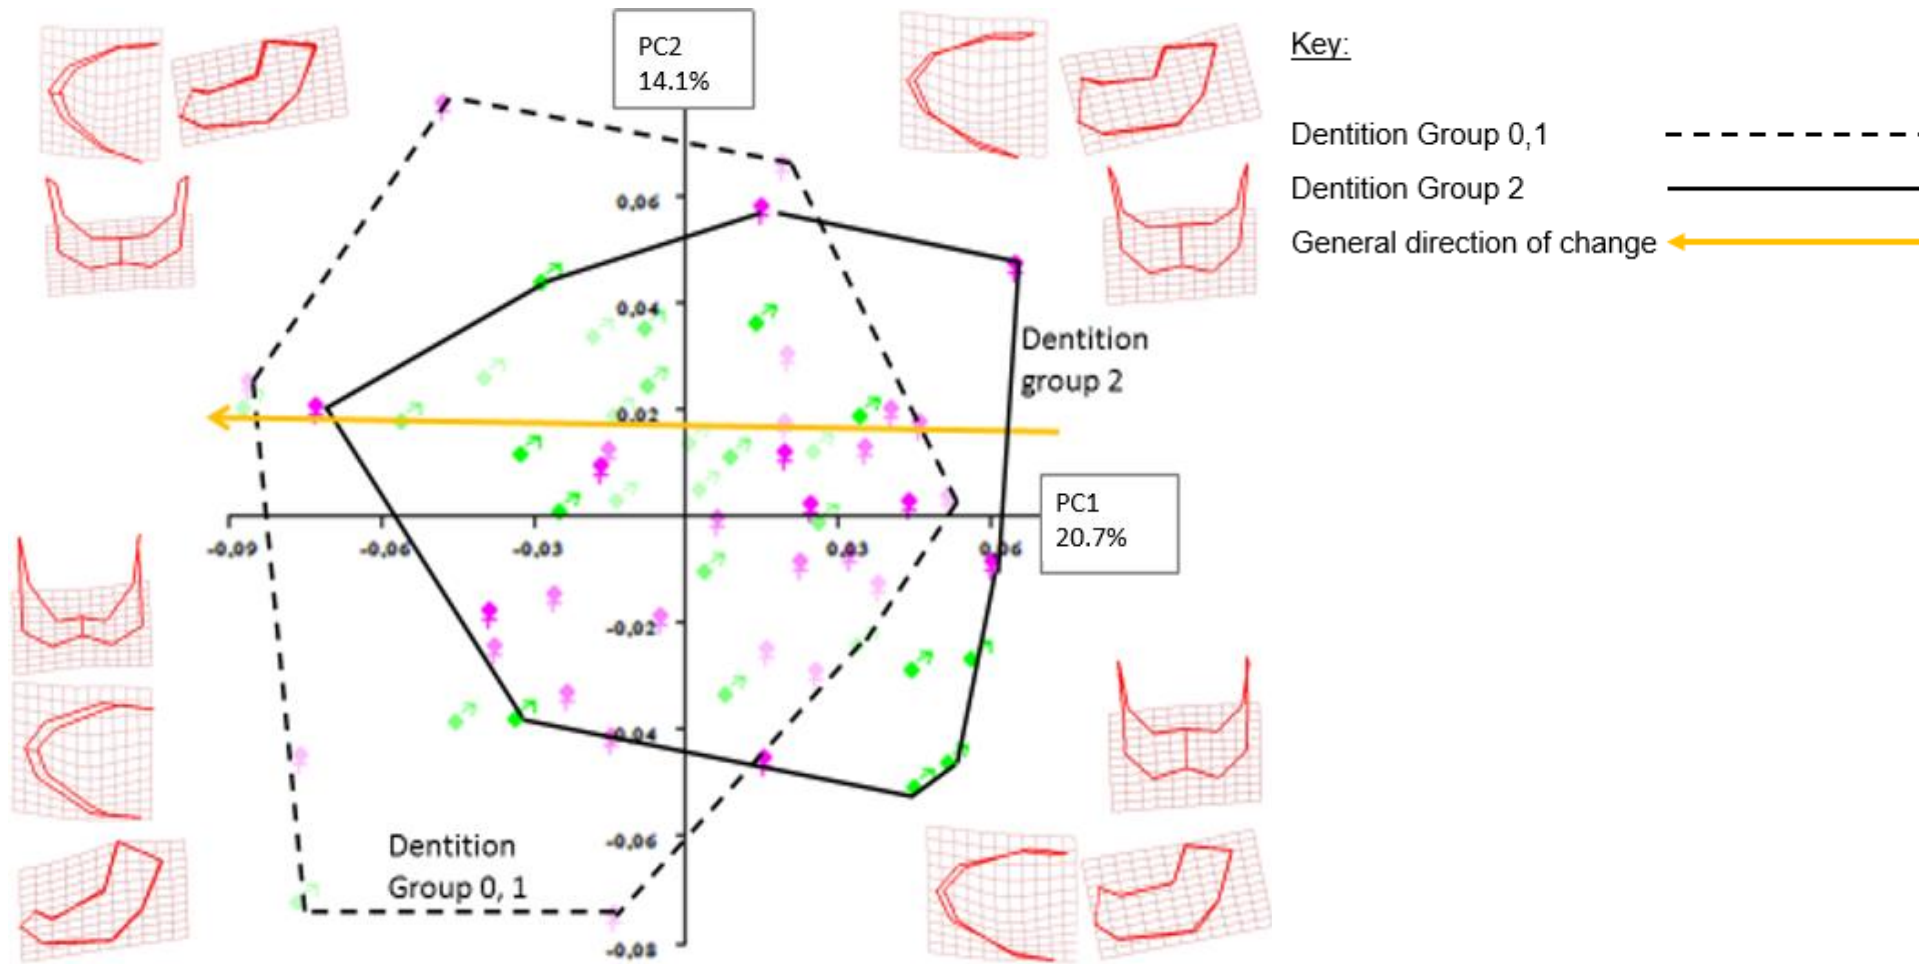 PC2
14.1%
Key:
Dentition Group 0,1
Dentition Group 2
General direction of change
0,06
0,04
0,02
Dentition
group 2
PC1
20.7%
-0,09
-0,06
-0,03
0,03
0,06
-0,02
-0,04
-0,06
-0,08
Dentition
Group 0, 1